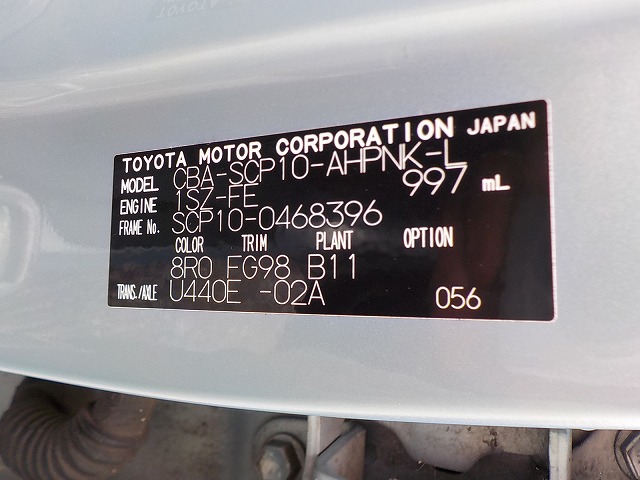 TOYOTA MOTOR CORPORATION JAPAN
MODEL CBA-SCP10-AHPNK-L
ENGINE 1SZ-FE 997 mL
FRAME No. SCP10-0468396
COLOR TRIM PLANT OPTION
8R0 FG98 B11
TRANS./AXLE U440E -02A 056